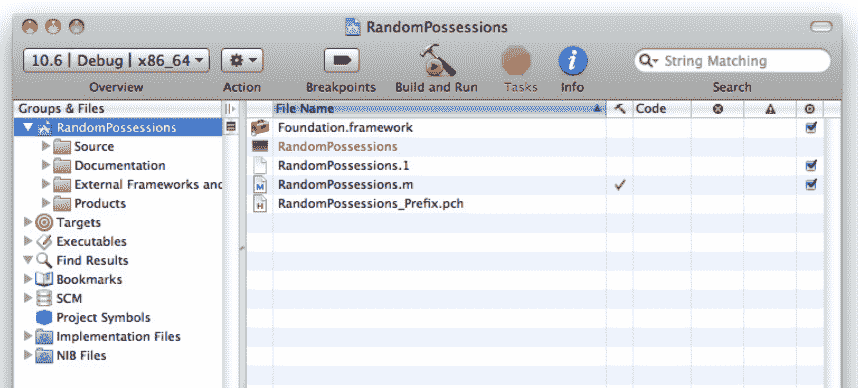 RandomPossessions
10.6 | Debug | x86_64
String Matching
Overview
Action
Breakpoints
Build and Run
Tasks
Info
Search
Groups & Files
File Name
Code
RandomPossessions
Source
Documentation
External Frameworks and
Products
Targets
Executables
Find Results
Bookmarks
SCM
Project Symbols
Implementation Files
NIB Files
Foundation.framework
RandomPossessions
RandomPossessions.1
RandomPossessions.m
RandomPossessions_Prefix.pch